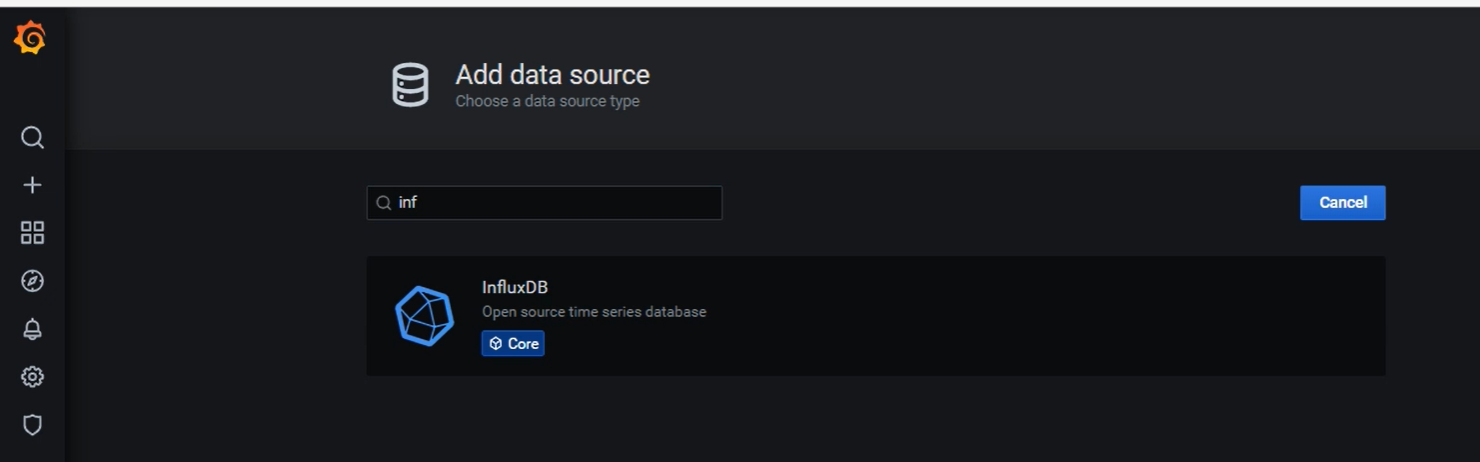 Add data source
Choose a data source type
inf
Cancel
InfluxDB
Open source time series database
Core